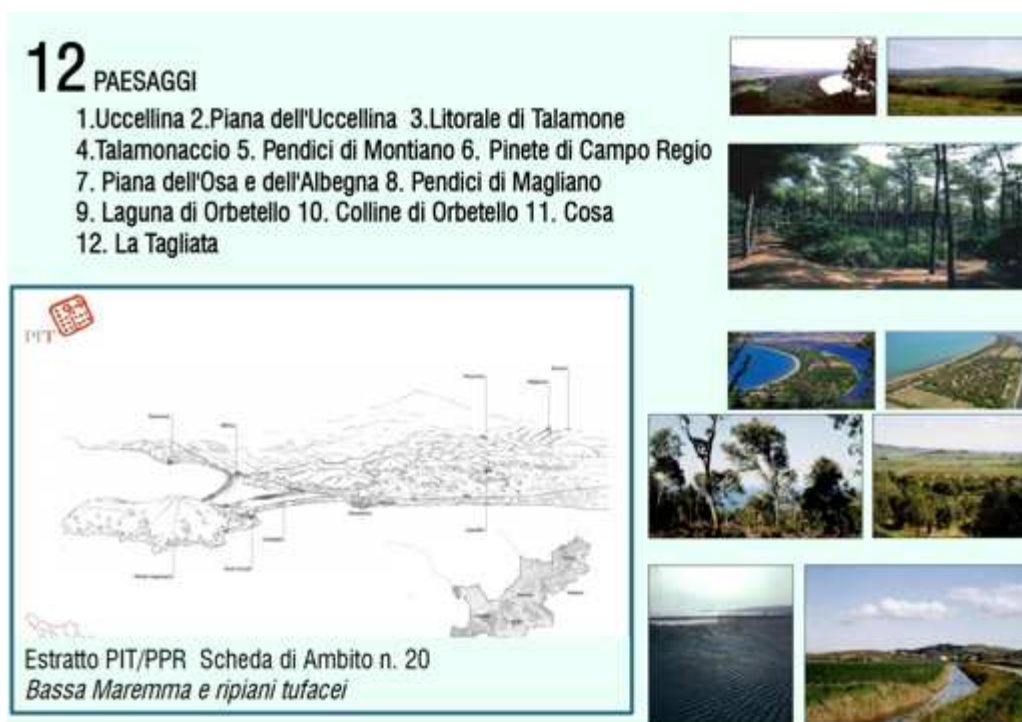 12 PAESAGGI
1.Uccellina 2.Piana dell'Uccellina 3.Litorale di Talamone
4.Talamonaccio 5. Pendici di Montiano 6. Pinete di Campo Regio
7. Piana dell'Osa e dell'Albegna 8. Pendici di Magliano
9. Laguna di Orbetello 10. Colline di Orbetello 11. Cosa
12. La Tagliata
PIT
Estratto PIT/PPR Scheda di Ambito n. 20
Bassa Maremma e ripiani tufacei